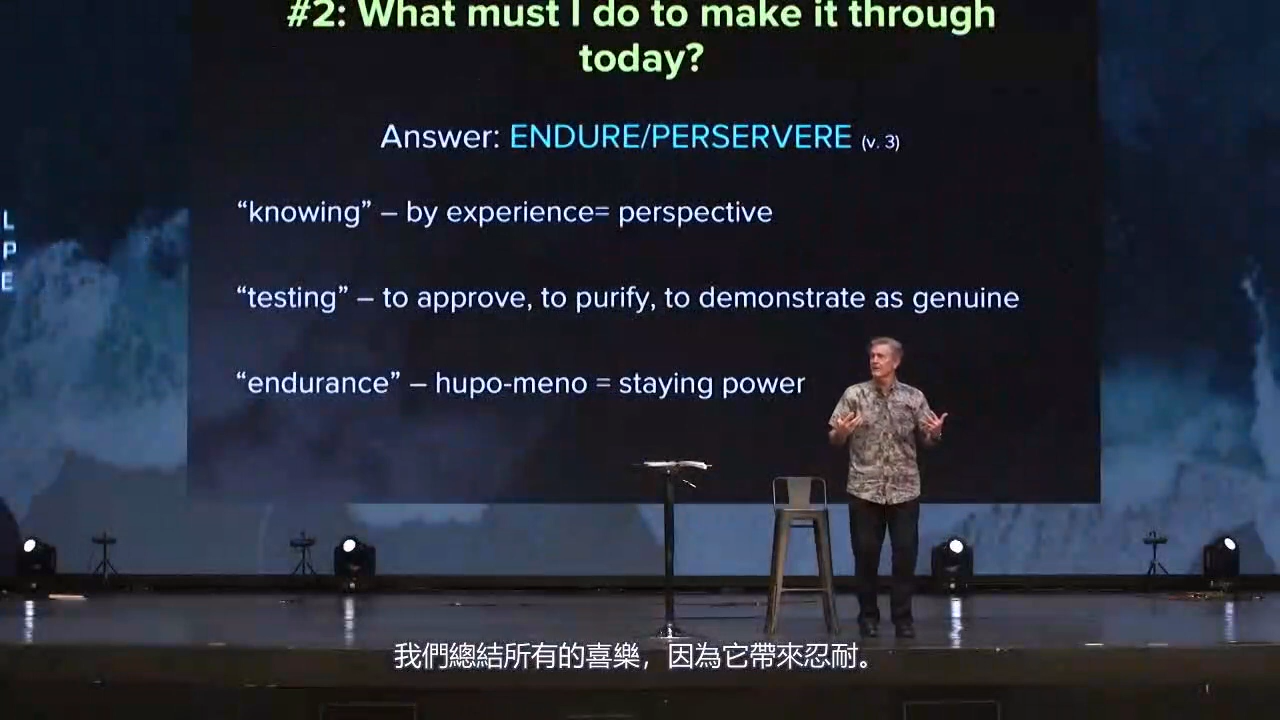 #2: What must I do to make it through
today?
Answer: ENDURE/PERSERVERE (v. 3)
“knowing” – by experience= perspective
“testing” – to approve, to purify, to demonstrate as genuine
“endurance” – hupo-meno = staying power
L
P
E
我們總結所有的喜樂，因為它帶來忍耐。